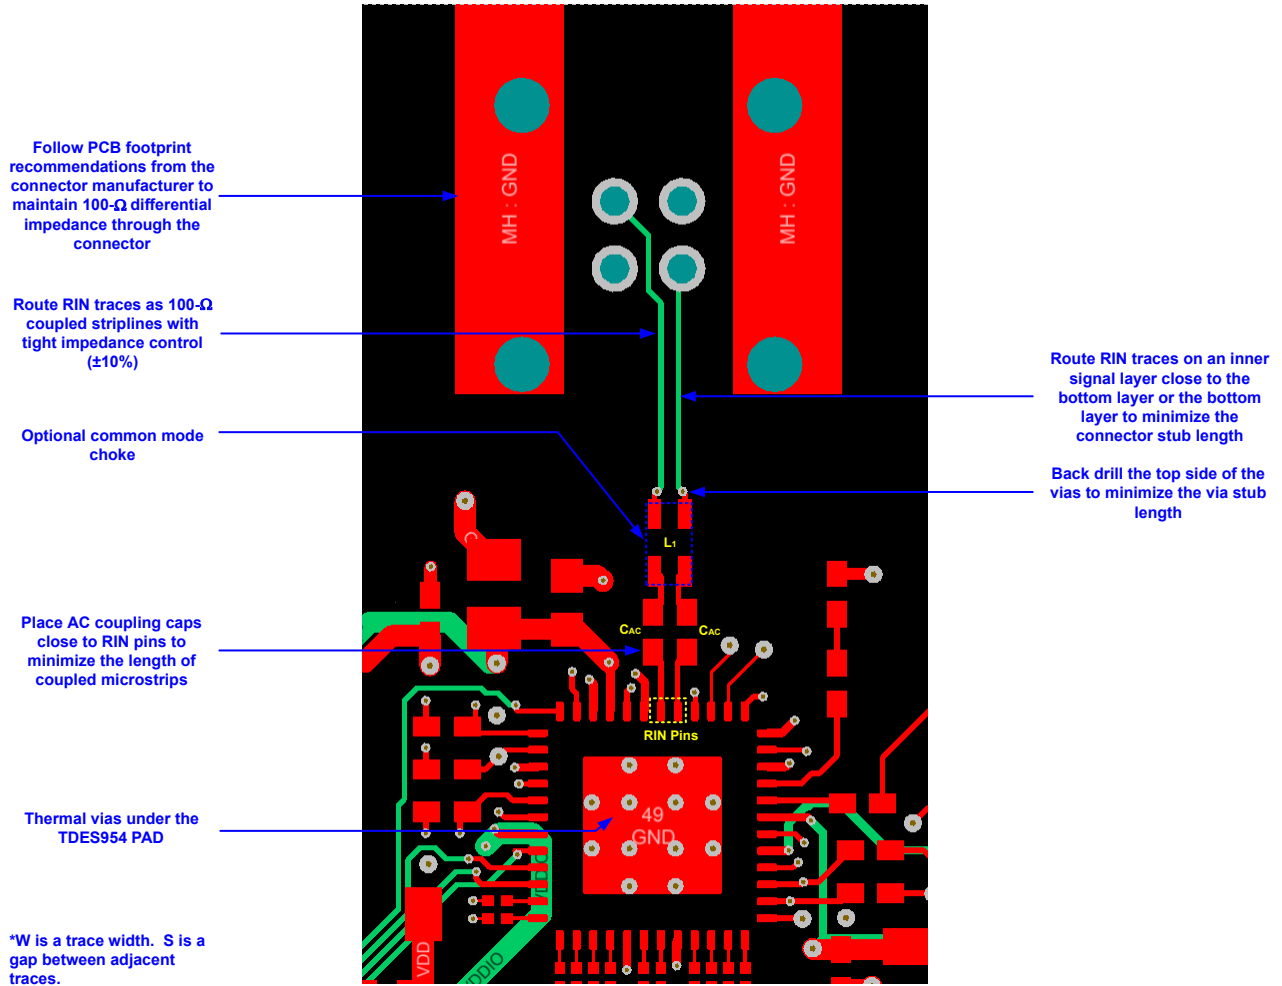 Follow PCB footprint
recommendations from the
connector manufacturer to
maintain 100-Ω differential
impedance through the
connector
Route RIN traces as 100-Ω
coupled striplines with
tight impedance control
(±10%)
Optional common mode
choke
Place AC coupling caps
close to RIN pins to
minimize the length of
coupled microstrips
Thermal vias under the
TDES954 PAD
*W is a trace width. S is a
gap between adjacent
traces.
MH : GND
MH : GND
L1
CAC
CAC
RIN Pins
49
GND
VDD
VDDIO
Route RIN traces on an inner
signal layer close to the
bottom layer or the bottom
layer to minimize the
connector stub length
Back drill the top side of the
vias to minimize the via stub
length